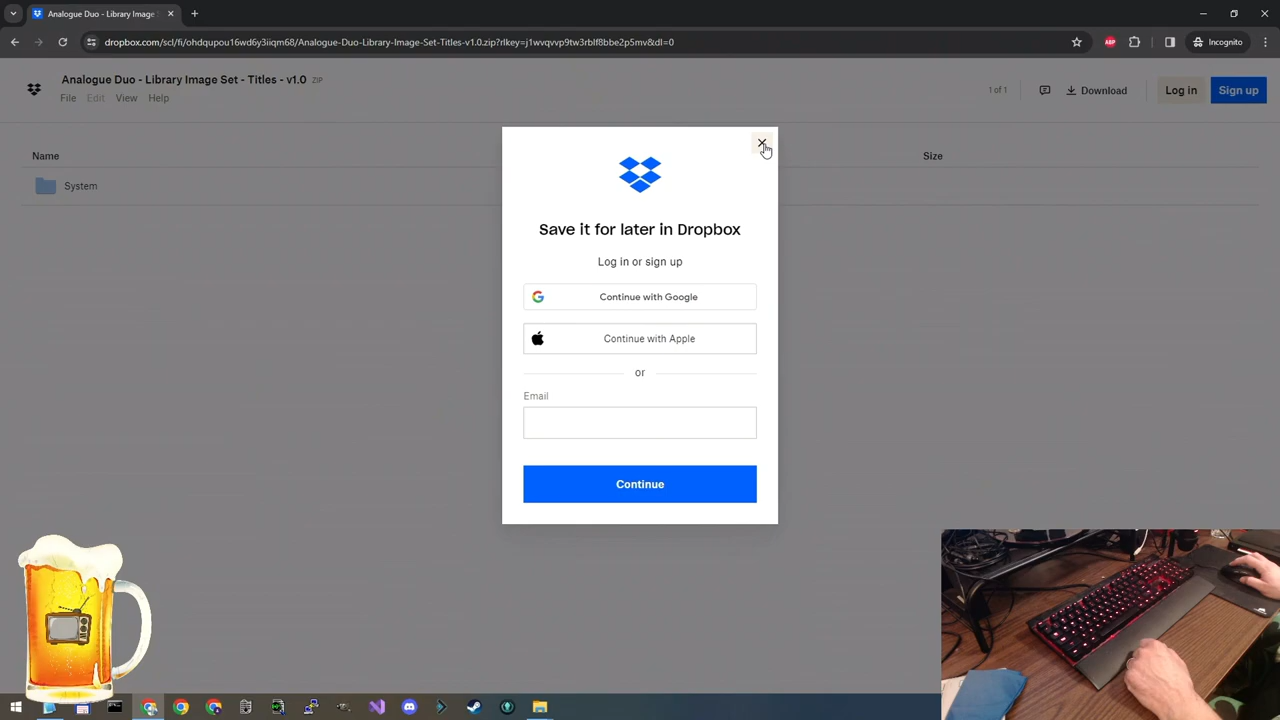 Analogue Duo - Library Image
dropbox.com/scl/fi/ohdqupou16wd6y3iiqm68/Analogue-Duo-Library-Image-Set-Titles-v1.0.zip?rlkey=j1wvqvvp9tw3rblf8bbe2p5mv&dl=0
ABP
Incognito
Analogue Duo - Library Image Set - Titles - v1.0 ZIP
File Edit View Help
1 of 1
Download
Log in
Sign up
Name
Size
System
Save it for later in Dropbox
Log in or sign up
Continue with Google
Continue with Apple
or
Email
Continue